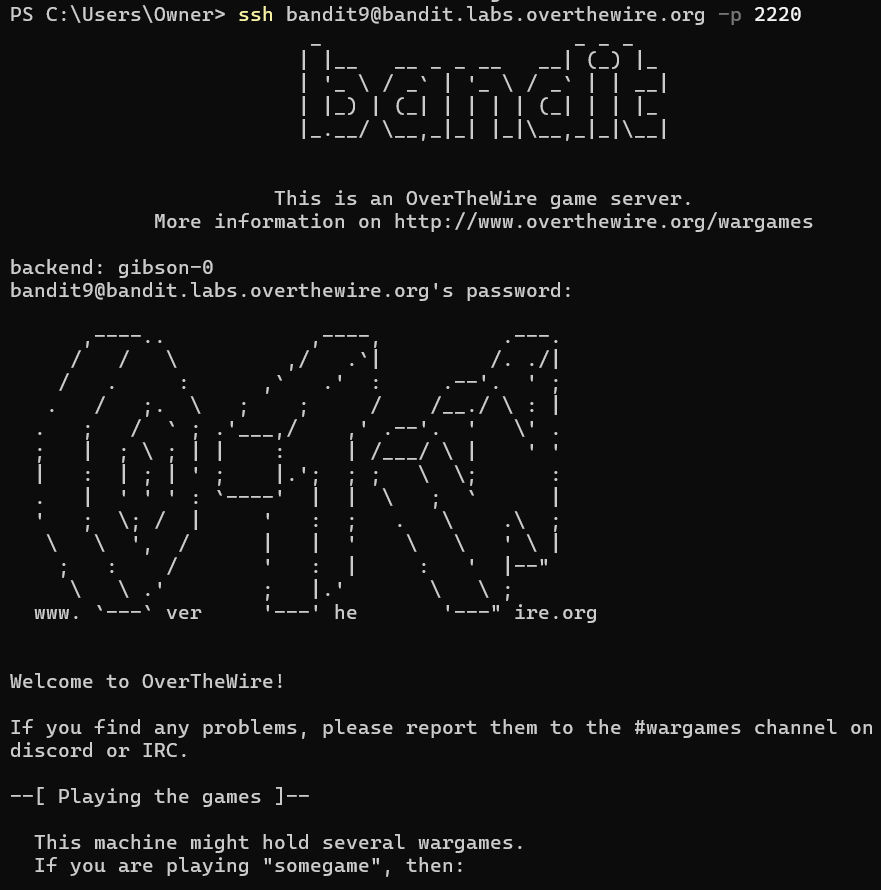 PS C:\Users\Owner> ssh bandit9@bandit.labs.overthewire.org -p 2220
                         _                     _ _ _
                        | |__   __ _ _ __   __| (_) |_
                        | '_ \ / _` | '_ \ / _` | | __|
                        | |_) | (_| | | | | (_| | | |_
                        |_.__/ \__,_|_| |_|\__,_|_|\__|


                      This is an OverTheWire game server.
            More information on http://www.overthewire.org/wargames

backend: gibson-0
bandit9@bandit.labs.overthewire.org's password:

      ,----..            ,----,          .---.
     /   /   \         ,/   .`|         /. ./|
    /   .     :      ,`   .'  :     .--'.  ' ;
   .   /   ;.  \   ;    ;     /    /__./ \ : |
  .   ;   /  ` ; .'___,/    ,' .--'.  '   \' .
  ;   |  ; \ ; | |    :     | /___/ \ |    ' '
  |   :  | ; | ' ;    |.';  ; ;   \  \;      :
  .   |  ' ' ' : `----'  |  |  \   ;  `      |
  '   ;  \; /  |     '   :  ;   .   \    .\  ;
   \   \  ',  /      |   |  '    \   \   ' \ |
    ;   :    /       '   :  |     :   '  |--"
     \   \ .'        ;   |.'       \   \ ;
  www. `---` ver     '---' he       '---" ire.org


Welcome to OverTheWire!

If you find any problems, please report them to the #wargames channel on
discord or IRC.

--[ Playing the games ]--

  This machine might hold several wargames.
  If you are playing "somegame", then: